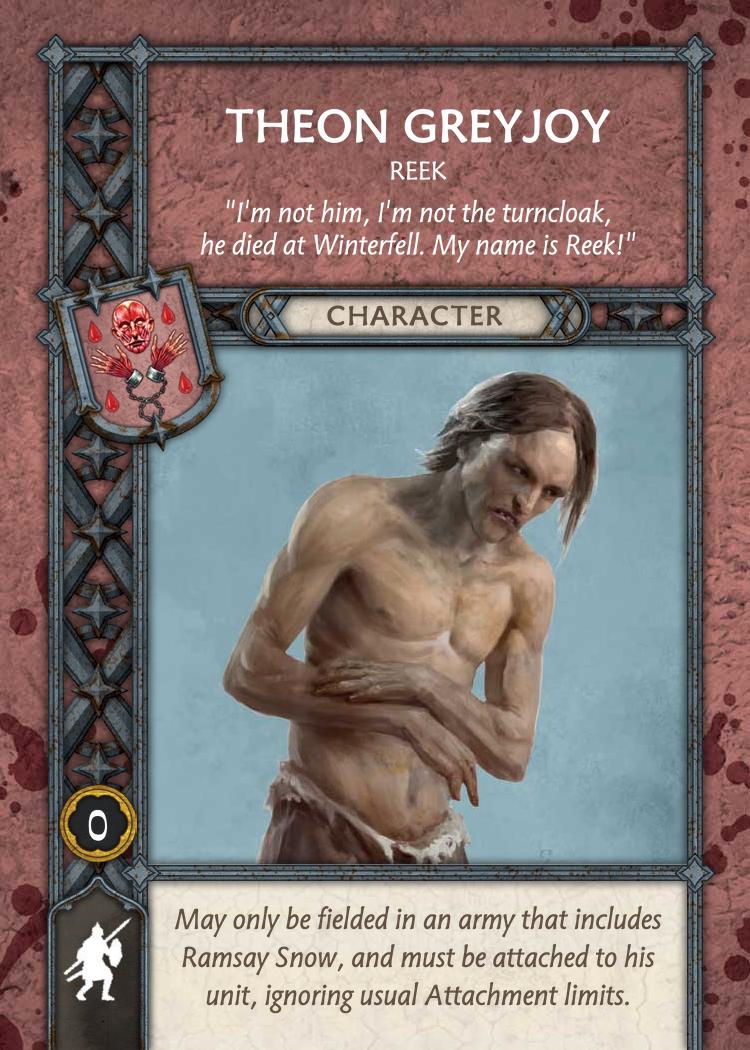 THEON GREYJOY
REEK
"I'm not him, I'm not the turncloak,
he died at Winterfell. My name is Reek!"
CHARACTER
0
May only be fielded in an army that includes
Ramsay Snow, and must be attached to his
unit, ignoring usual Attachment limits.